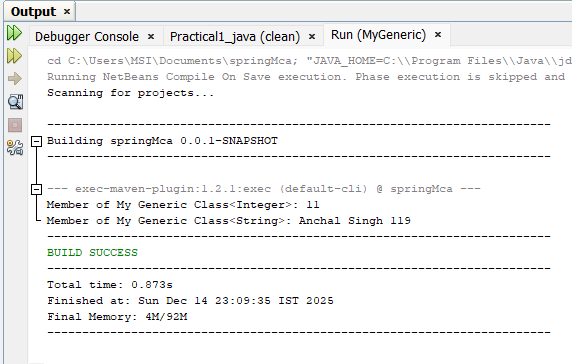 Output ×
Debugger Console × Practical1_java (clean) × Run (MyGeneric) ×
cd C:\Users\MSI\Documents\springMca; "JAVA_HOME=C:\\Program Files\\Java\\jd
Running NetBeans Compile On Save execution. Phase execution is skipped and
Scanning for projects...
------------------------------------------------------------------------
Building springMca 0.0.1-SNAPSHOT
------------------------------------------------------------------------
--- exec-maven-plugin:1.2.1:exec (default-cli) @ springMca ---
Member of My Generic Class<Integer>: 11
Member of My Generic Class<String>: Anchal Singh 119
------------------------------------------------------------------------
BUILD SUCCESS
------------------------------------------------------------------------
Total time: 0.873s
Finished at: Sun Dec 14 23:09:35 IST 2025
Final Memory: 4M/92M
------------------------------------------------------------------------